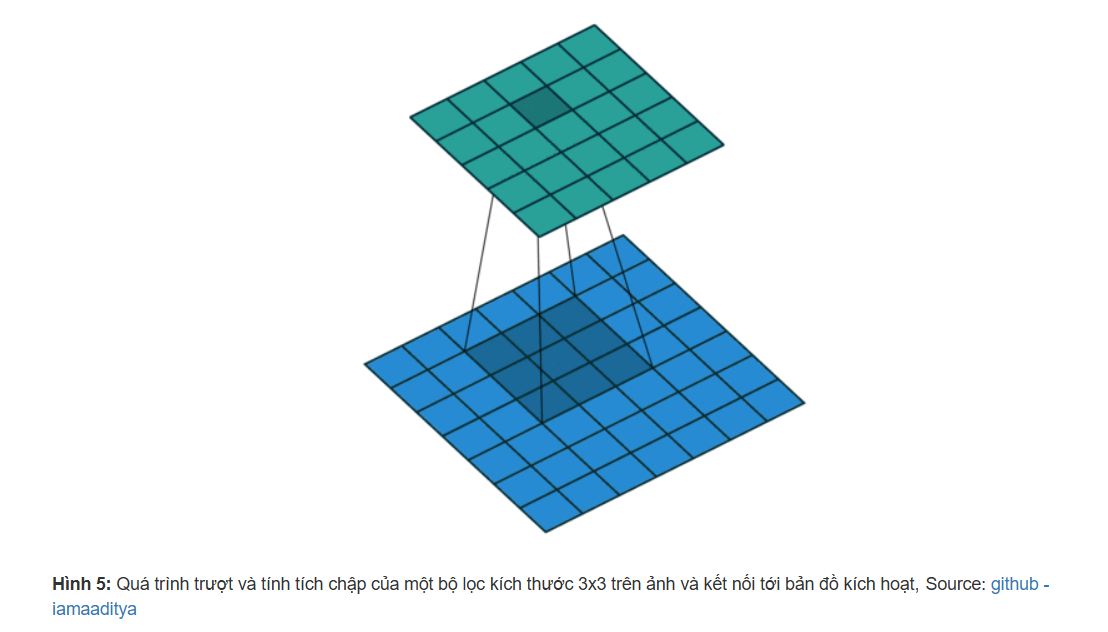 Hình 5: Quá trình trượt và tính tích chập của một bộ lọc kích thước 3x3 trên ảnh và kết nối tới bản đồ kích hoạt, Source: github -
iamaaditya